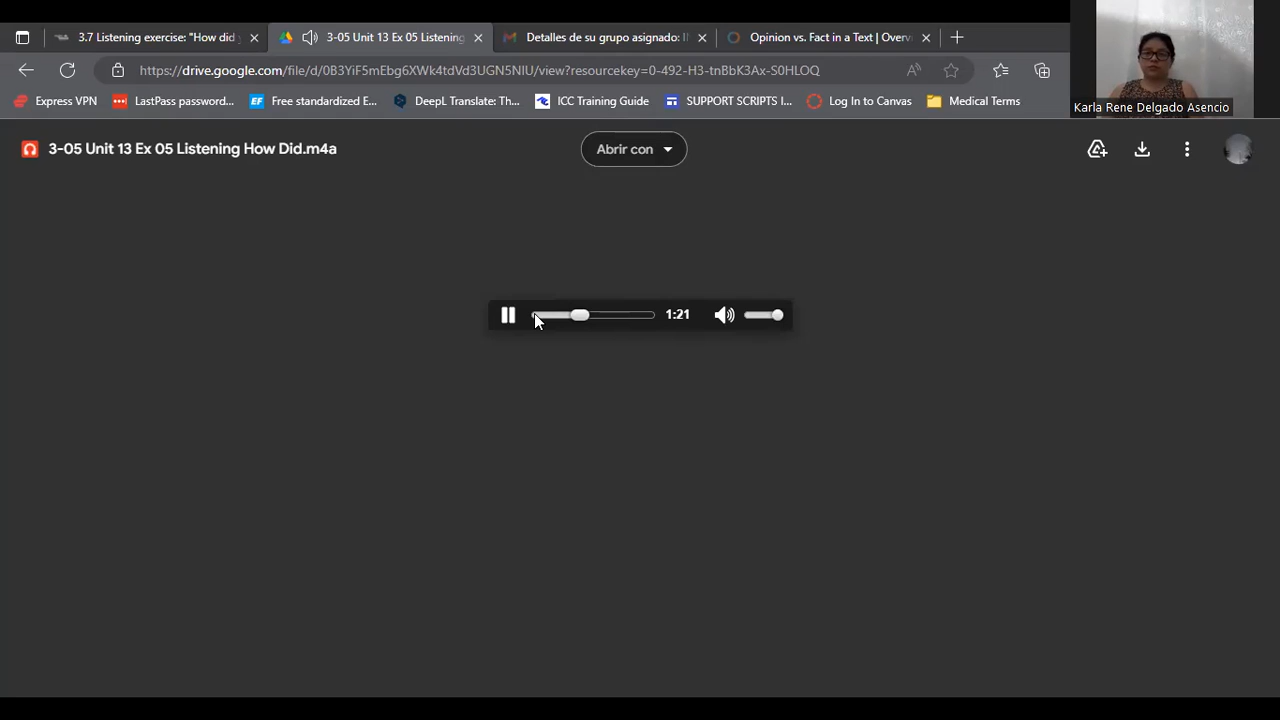 3.7 Listening exercise: "How did
3-05 Unit 13 Ex 05 Listening
Detalles de su grupo asignado: II
Opinion vs. Fact in a Text | Overv
https://drive.google.com/file/d/0B3YiF5mEbg6XWk4tdVd3UGN5NlU/view?resourcekey=0-492-H3-tnBbK3Ax-S0HLOQ
Express VPN
LastPass password...
EF
Free standardized E...
DeepL Translate: Th...
ICC Training Guide
SUPPORT SCRIPTS I...
Log In to Canvas
Medical Terms
Karla Rene Delgado Asencio
3-05 Unit 13 Ex 05 Listening How Did.m4a
Abrir con
1:21